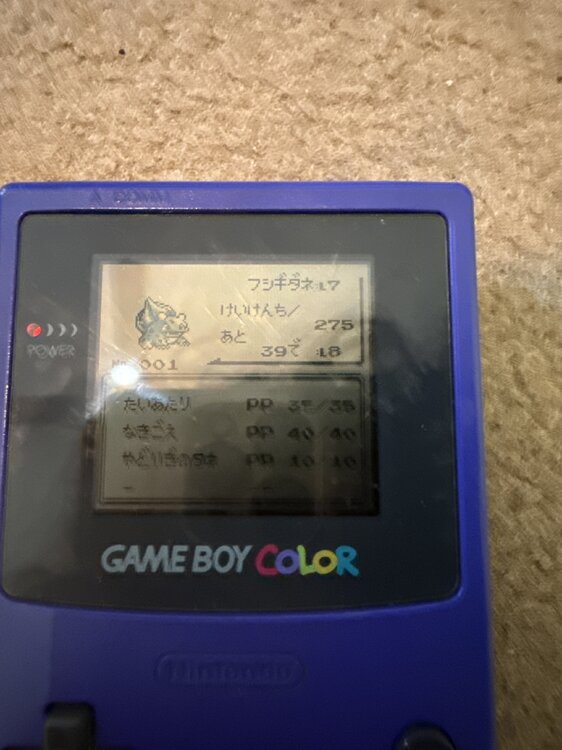 フシギダネ:L7
けいけんち/
275
あと
39で :L8
No.001
たいあたり PP 35/35
なきごえ PP 40/40
やどりぎのタネ PP 10/10
-
POWER
GAME BOY COLOR
Nintendo